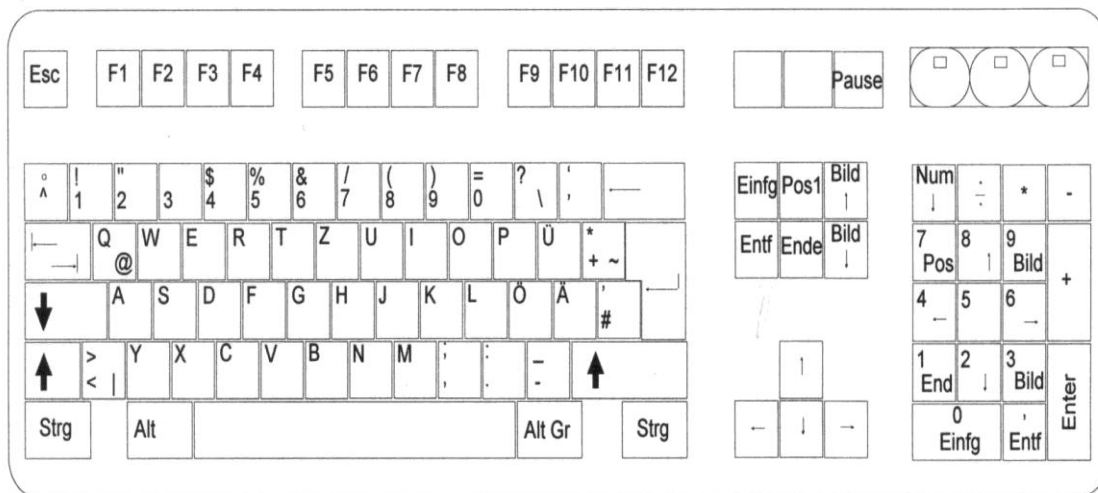 Esc F1 F2 F3 F4 F5 F6 F7 F8 F9 F10 F11 F12 Pause
° ! " $ % & / ( ) = ? ‘
^ 1 2 3 4 5 6 7 8 9 0 \ ,
←
Einfg Pos1 Bild ↑
Num ↓ ÷ * -
Q W E R T Z U I O P Ü *
@ + ~
Entf Ende Bild ↓
7 8 9 +
Pos ↑ Bild
A S D F G H J K L Ö Ä '
#
4 5 6
← →
> Y X C V B N M ; : _
< | , . -
↑
1 2 3 Enter
End ↓ Bild
Strg Alt Alt Gr Strg
← ↓ →
0 ,
Einfg Entf